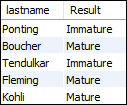 lastname Result
Ponting Immature
Boucher Mature
Tendulkar Immature
Fleming Mature
Kohli Mature